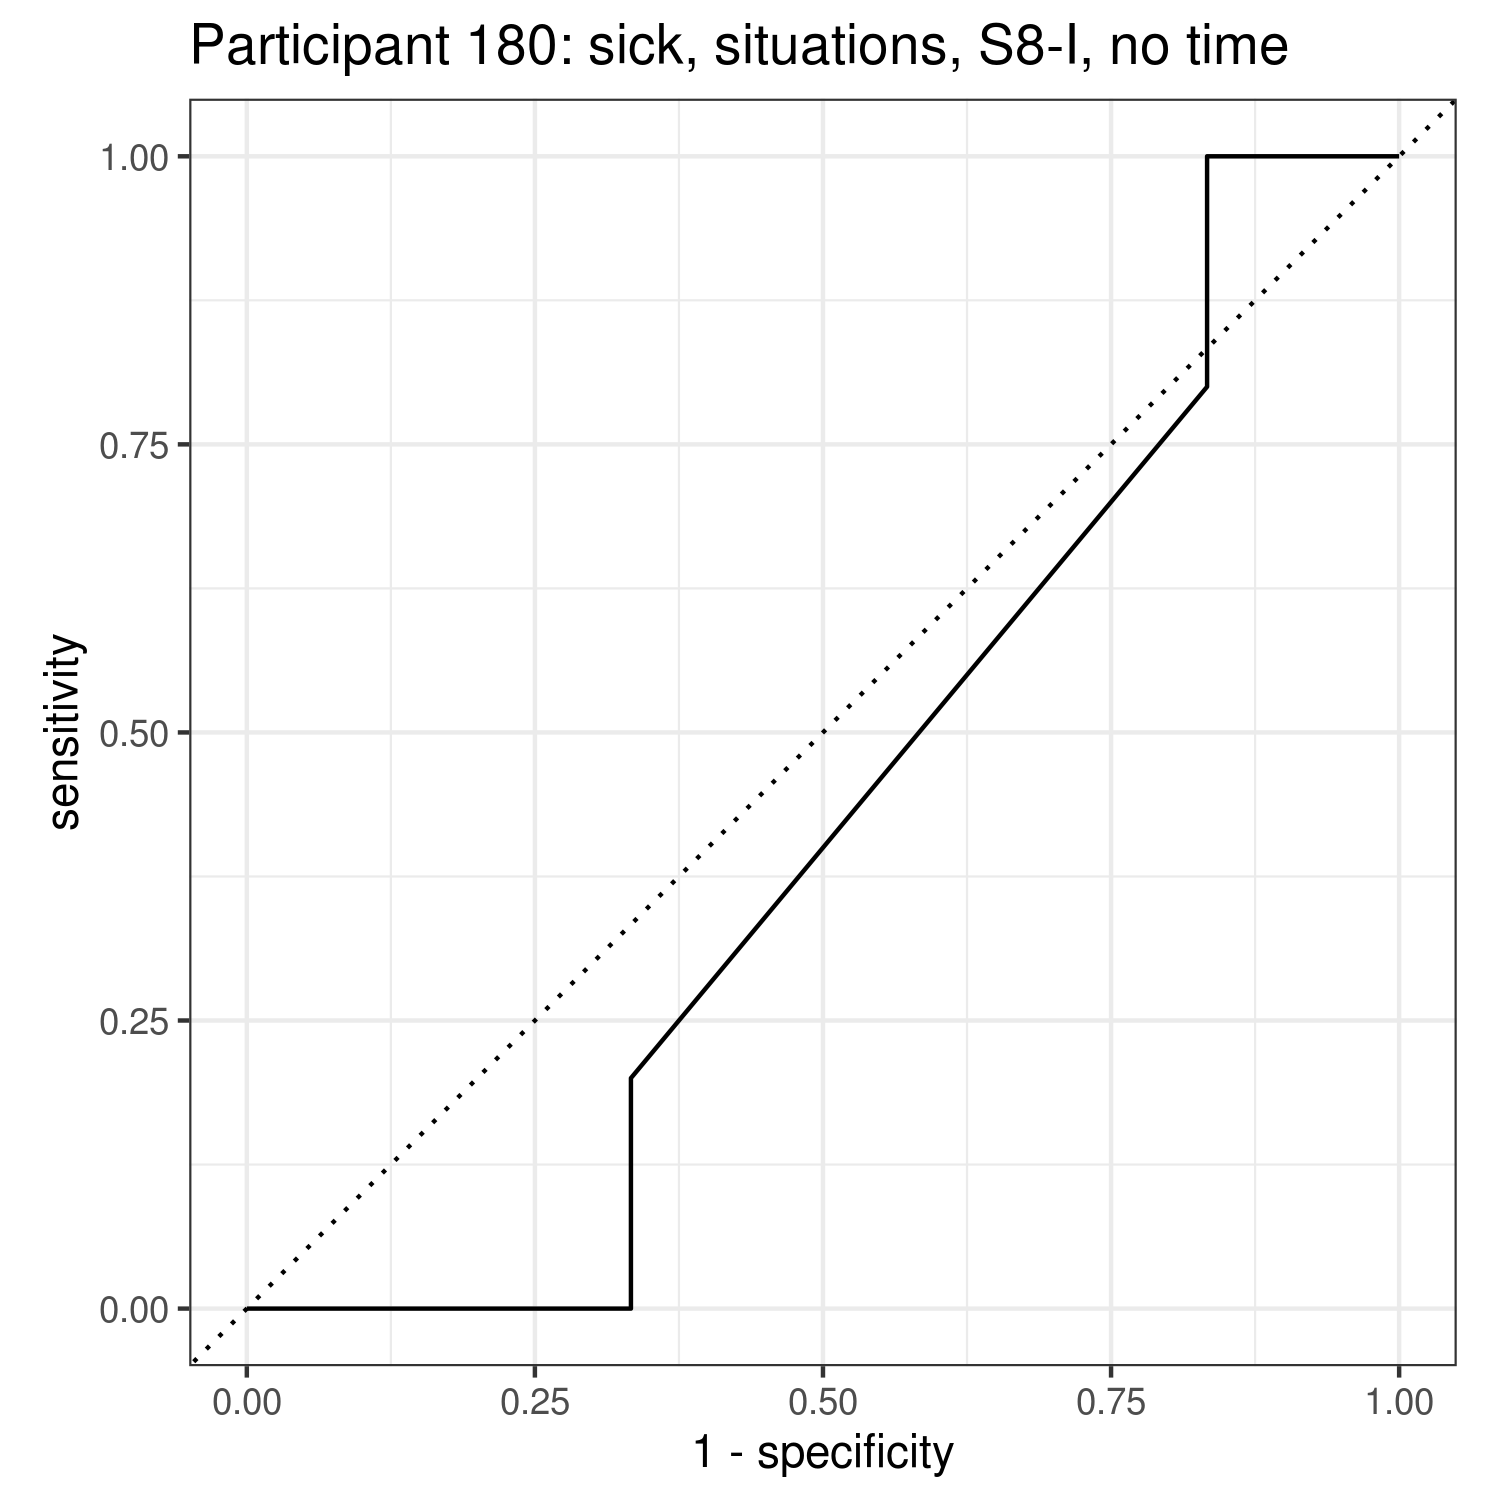 Participant 180: sick, situations, S8-I, no time
1.00
0.75
0.50
0.25
0.00
sensitivity
0.00 0.25 0.50 0.75 1.00
1 - specificity